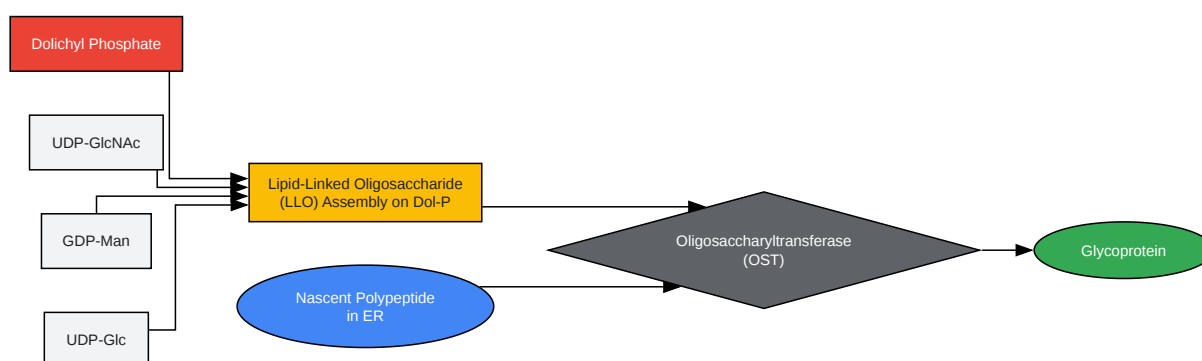 Dolichyl Phosphate
UDP-GlcNAc
Lipid-Linked Oligosaccharide
(LLO) Assembly on Dol-P
GDP-Man
Oligosaccharyltransferase
(OST)
Glycoprotein
Nascent Polypeptide
in ER
UDP-Glc